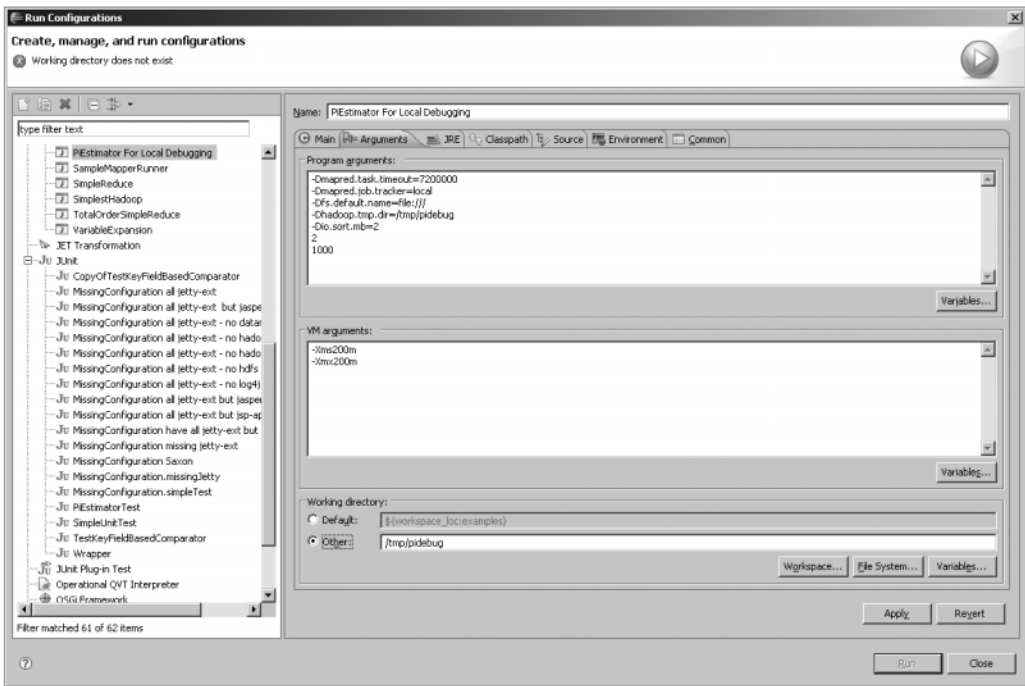 Run Configurations
Create, manage, and run configurations
Working directory does not exist
type filter text
PiEstimator For Local Debugging
SampleMapperRunner
SimpleReduce
SimplestHadoop
TotalOrderSimpleReduce
VariableExpansion
JET Transformation
JUnit
CopyOfTestKeyFieldBasedComparator
MissingConfiguration all jetty-ext
MissingConfiguration all jetty-ext but jaspe
MissingConfiguration all jetty-ext - no datan
MissingConfiguration all jetty-ext - no hado
MissingConfiguration all jetty-ext - no hado
MissingConfiguration all jetty-ext - no hdfs
MissingConfiguration all jetty-ext - no log4j
MissingConfiguration all jetty-ext but jasper
MissingConfiguration all jetty-ext but jsp-ap
MissingConfiguration have all jetty-ext but
MissingConfiguration missing jetty-ext
MissingConfiguration Saxon
MissingConfiguration.missingJetty
MissingConfiguration.simpleTest
PiEstimatorTest
SimpleUnitTest
TestKeyFieldBasedComparator
Wrapper
JUnit Plug-in Test
Operational QVT Interpreter
OSGi Framework
Filter matched 61 of 62 items
Name: PiEstimator For Local Debugging
Main Arguments JRE Classpath Source Environment Common
Program arguments:
-Dmapred.task.timeout=7200000
-Dmapred.job.tracker=local
-Dfs.default.name=file:///
-Dhadoop.tmp.dir=/tmp/pidebug
-Dio.sort.mb=2
2
1000
Variables...
VM arguments:
-Xms200m
-Xmx200m
Variables...
Working directory:
Default: ${workspace_loc:examples}
Other: /tmp/pidebug
Workspace... File System... Variables...
Apply Revert
Run Close